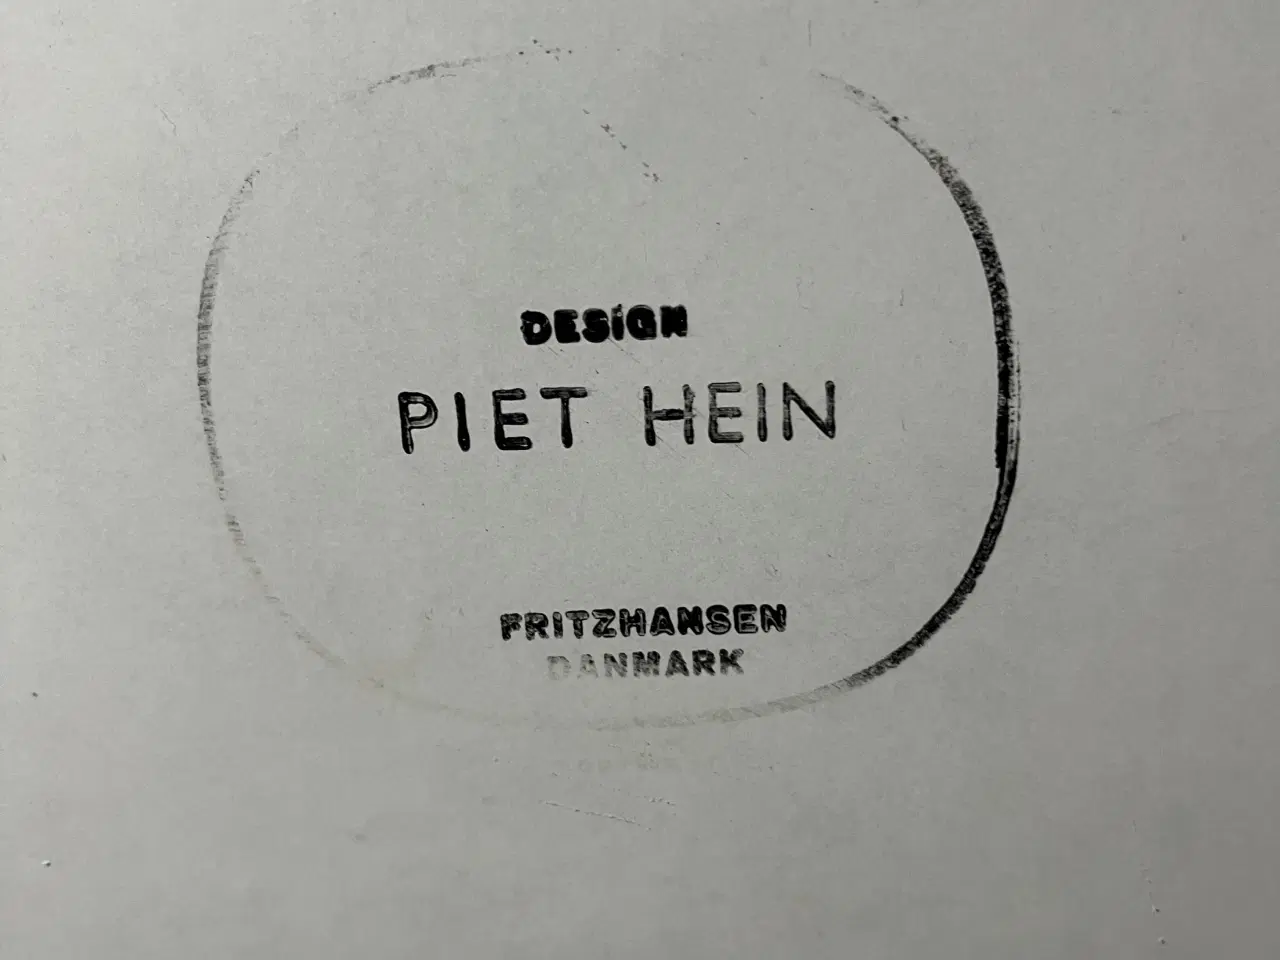 DESIGN
PIET HEIN
FRITZHANSEN
DANMARK